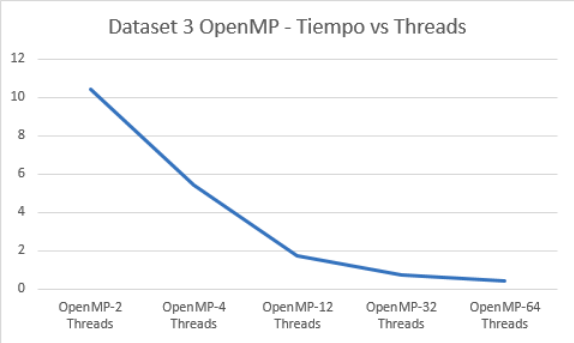 Dataset 3 OpenMP - Tiempo vs Threads
12
10
8
6
4
2
0
OpenMP-2 Threads
OpenMP-4 Threads
OpenMP-12 Threads
OpenMP-32 Threads
OpenMP-64 Threads